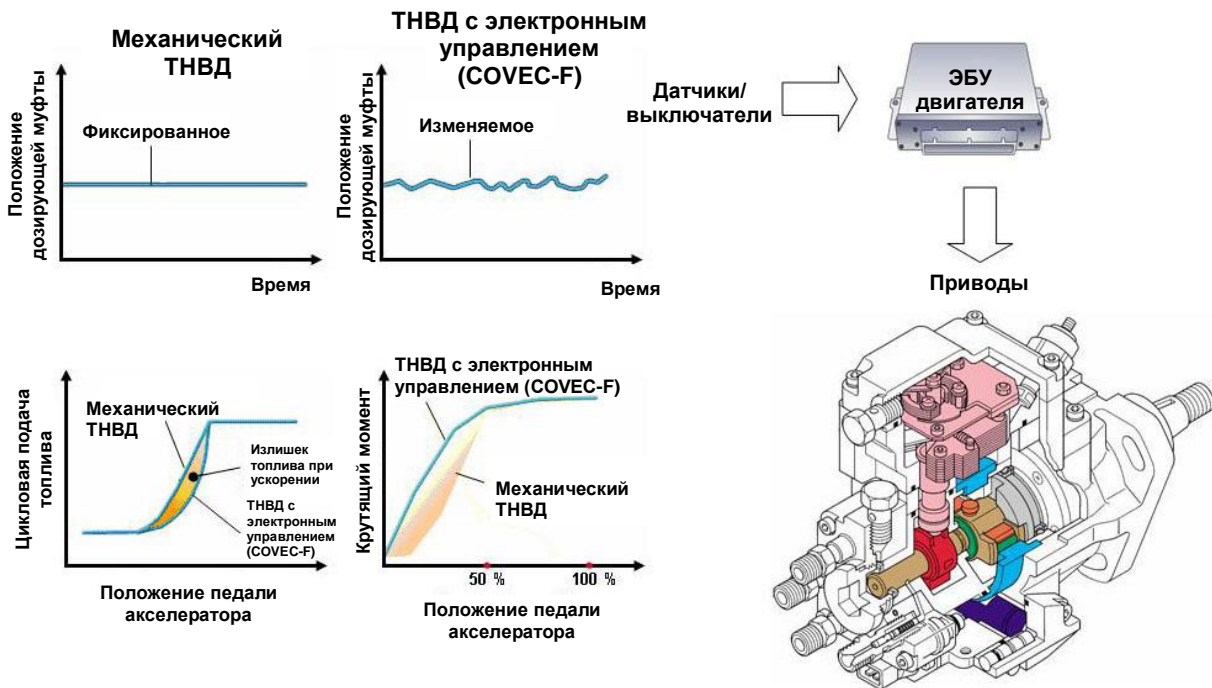 Механический
ТНВД
Положение
дозирующей муфты
Фиксированное
Время
ТНВД с электронным
управлением
(COVEC-F)
Положение
дозирующей муфты
Изменяемое
Время
Датчики/
выключатели
ЭБУ
двигателя
Приводы
Цикловая подача
топлива
Механический
ТНВД
Излишек
топлива при
ускорении
ТНВД с
электронным
управлением
(COVEC-F)
Положение педали
акселератора
Крутящий момент
ТНВД с электронным
управлением (COVEC-F)
Механический
ТНВД
50 %
100 %
Положение педали
акселератора